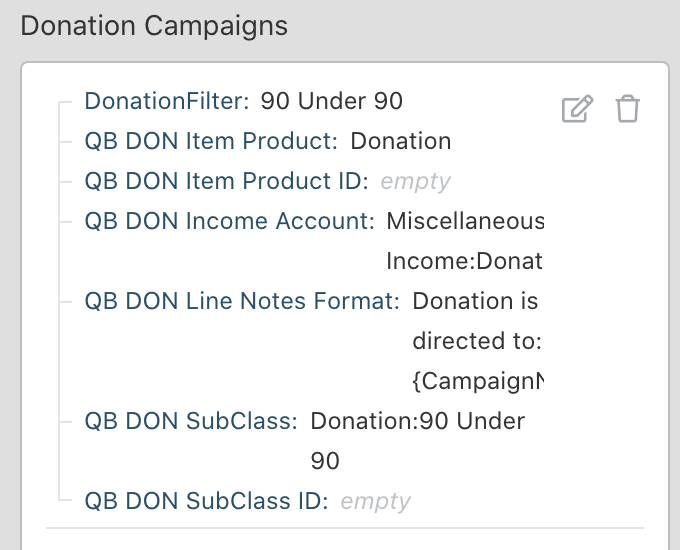 Donation Campaigns
DonationFilter: 90 Under 90
QB DON Item Product: Donation
QB DON Item Product ID: empty
QB DON Income Account: Miscellaneous
Income:Donat
QB DON Line Notes Format: Donation is
directed to:
{Campaign
QB DON SubClass: Donation:90 Under
90
QB DON SubClass ID: empty